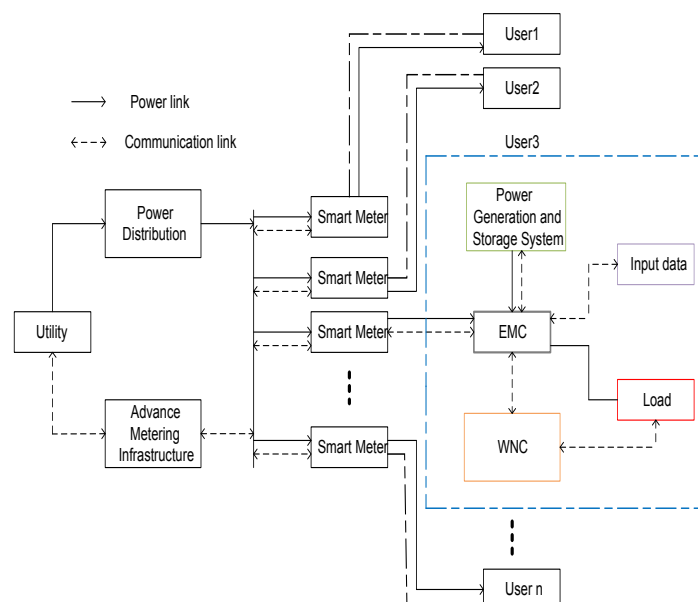 User1
User2
Power link
Communication link
User3
Power
Distribution
Smart Meter
Power
Generation and
Storage System
Input data
Smart Meter
Utility
Smart Meter
EMC
Advance
Metering
Infrastructure
Load
Smart Meter
WNC
User n